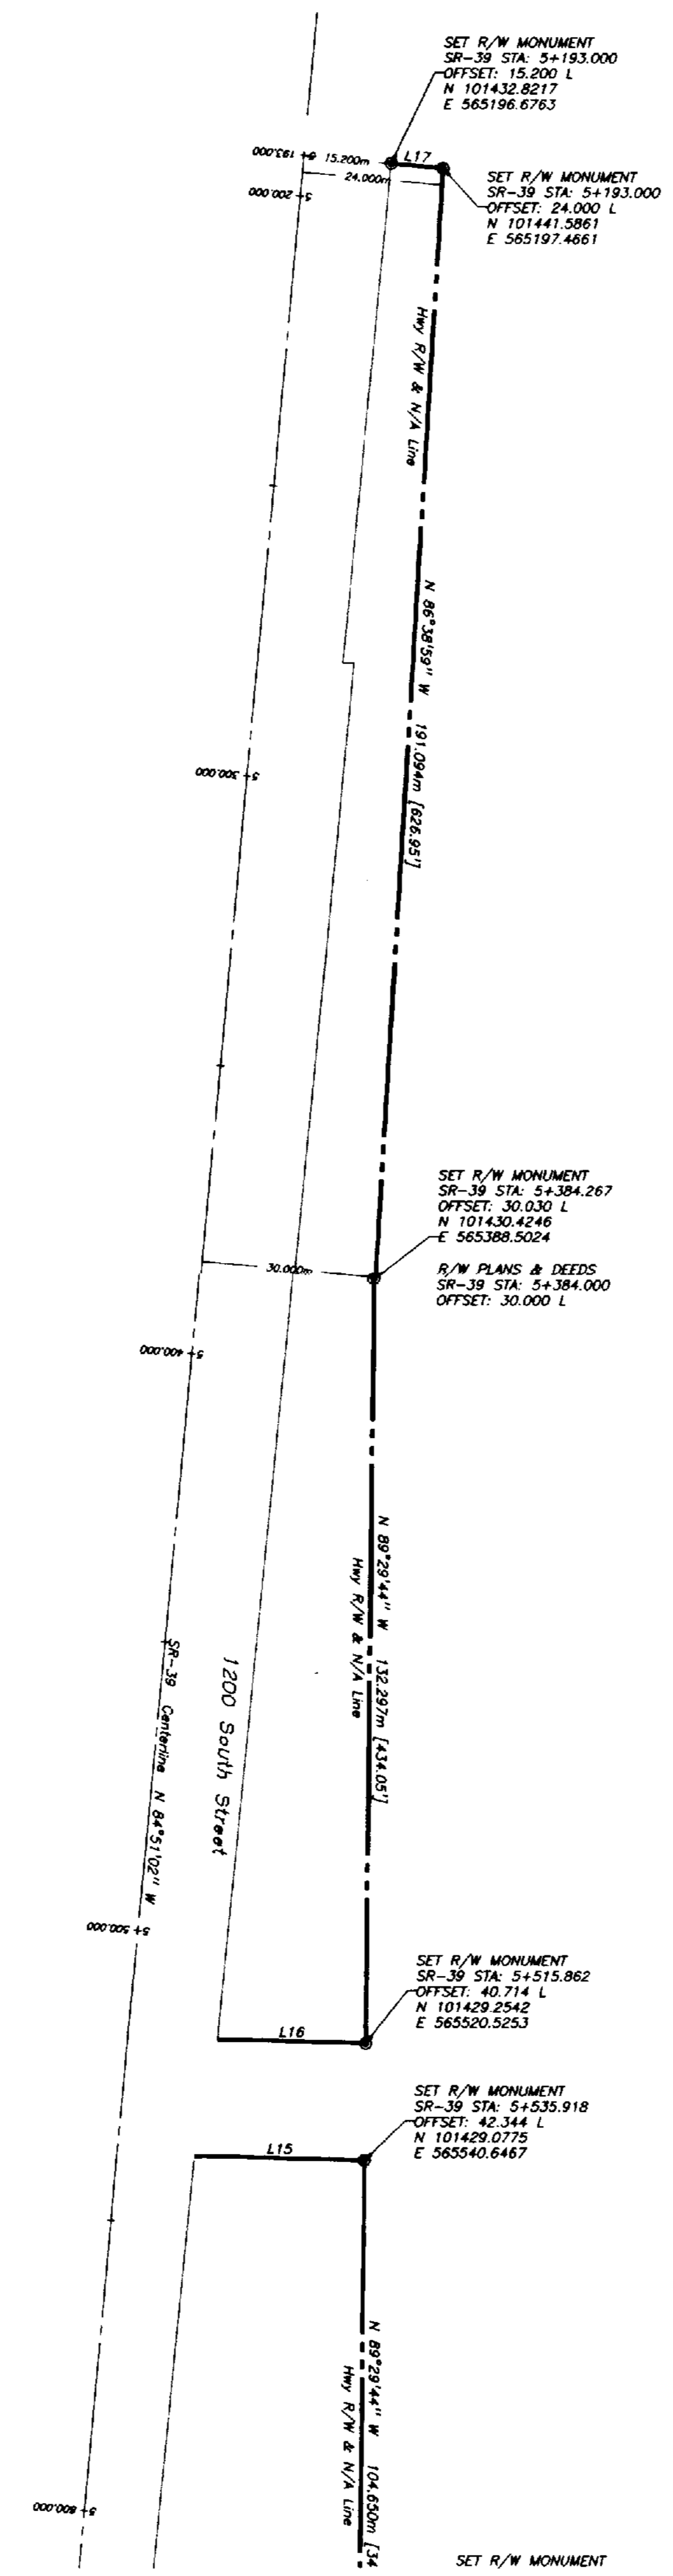 SET R/W MONUMENT
SR-39 STA: 5+193.000
OFFSET: 15.200 L
N 101432.8217
E 565196.6763
5+193.000
15.200m
L17
24.000m
5+200.000
SET R/W MONUMENT
SR-39 STA: 5+193.000
OFFSET: 24.000 L
N 101441.5861
E 565197.4661
Hwy R/W & N/A Line
N 86°38'59" W 191.094m [626.95']
5+300.000
SET R/W MONUMENT
SR-39 STA: 5+384.267
OFFSET: 30.030 L
N 101430.4246
E 565388.5024
R/W PLANS & DEEDS
SR-39 STA: 5+384.000
OFFSET: 30.000 L
30.000m
5+400.000
N 89°29'44" W 132.297m [434.05']
Hwy R/W & N/A Line
1200 South Street
SR-39 Centerline N 84°51'02" W
5+500.000
SET R/W MONUMENT
SR-39 STA: 5+515.862
OFFSET: 40.714 L
N 101429.2542
E 565520.5253
L16
SET R/W MONUMENT
SR-39 STA: 5+535.918
OFFSET: 42.344 L
N 101429.0775
E 565540.6467
L15
N 89°29'44" W 104.650m [34
Hwy R/W & N/A Line
5+600.000
SET R/W MONUMENT